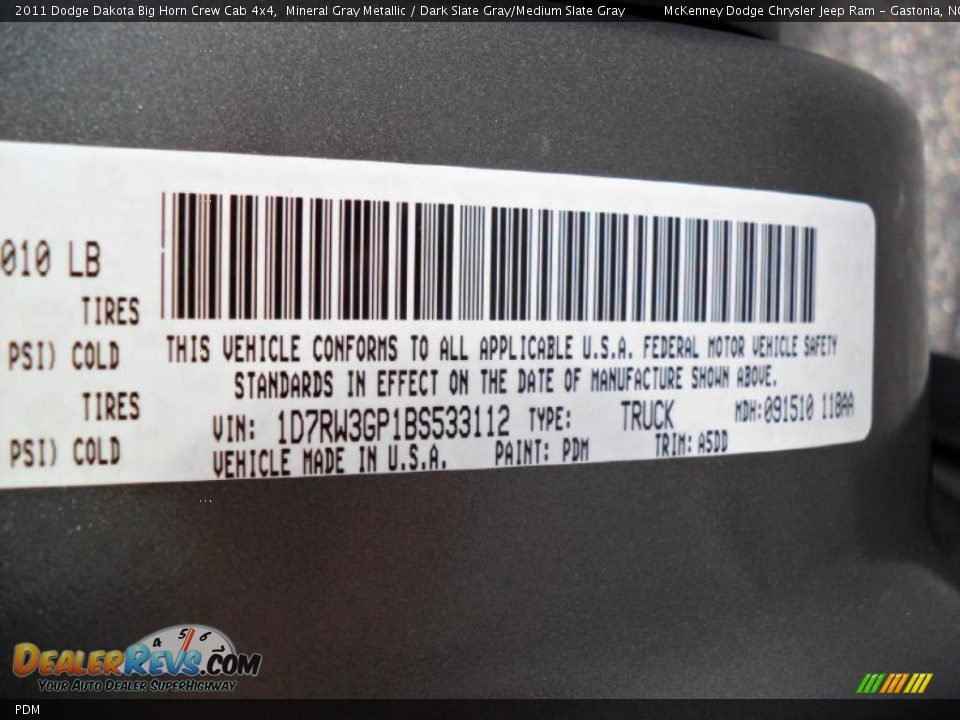 2011 Dodge Dakota Big Horn Crew Cab 4x4, Mineral Gray Metallic / Dark Slate Gray/Medium Slate Gray McKenney Dodge Chrysler Jeep Ram - Gastonia, NC
010 LB
TIRES
PSI) COLD
TIRES
PSI) COLD
THIS VEHICLE CONFORMS TO ALL APPLICABLE U.S.A. FEDERAL MOTOR VEHICLE SAFETY
STANDARDS IN EFFECT ON THE DATE OF MANUFACTURE SHOWN ABOVE.
VIN: 1D7RW3GP1BS533112 TYPE: TRUCK MDH:091510 118AA
VEHICLE MADE IN U.S.A. PAINT: PDM TRIM: A5DD
4 5 6
DealerRevs.com
Your Auto Dealer SuperHighway
PDM